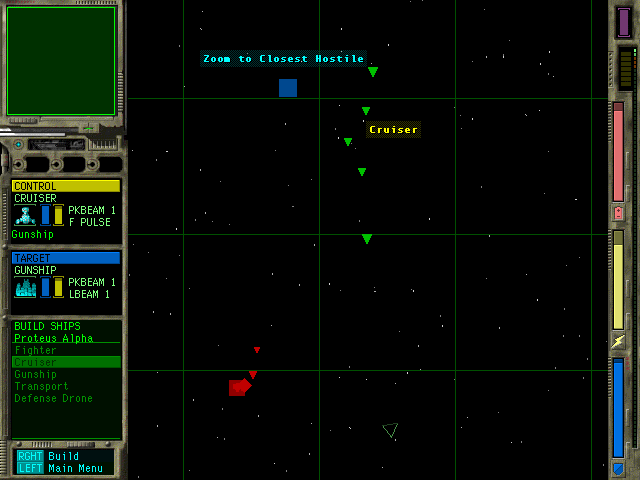 Zoom to Closest Hostile
Cruiser
CONTROL
CRUISER
PKBEAM 1
F PULSE
Gunship
TARGET
GUNSHIP
PKBEAM 1
LBEAM 1
BUILD SHIPS
Proteus Alpha
Fighter
Cruiser
Gunship
Transport
Defense Drone
RGHT Build
LEFT Main Menu